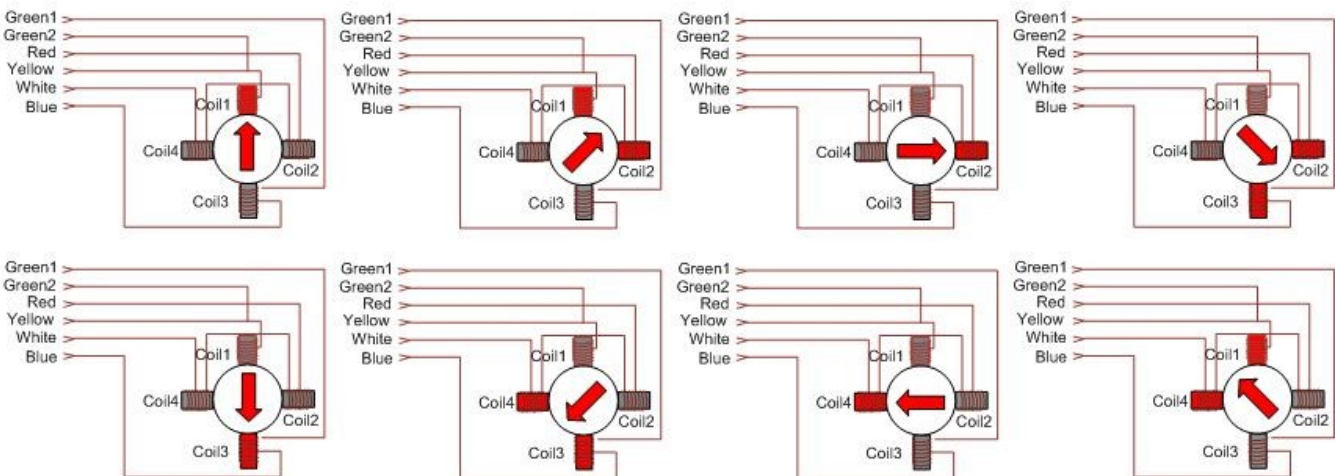 Green1 Green1 Green1 Green1
Green2 Green2 Green2 Green2
Red Red Red Red
Yellow Yellow Yellow Yellow
White White White White
Blue Coil1 Blue Coil1 Blue Coil1 Blue Coil1
Coil4 Coil4 Coil4 Coil4
Coil2 Coil2 Coil2 Coil2
Coil3 Coil3 Coil3 Coil3
Green1 Green1 Green1 Green1
Green2 Green2 Green2 Green2
Red Red Red Red
Yellow Yellow Yellow Yellow
White White White White
Blue Coil1 Blue Coil1 Blue Coil1 Blue Coil1
Coil4 Coil4 Coil4 Coil4
Coil2 Coil2 Coil2 Coil2
Coil3 Coil3 Coil3 Coil3